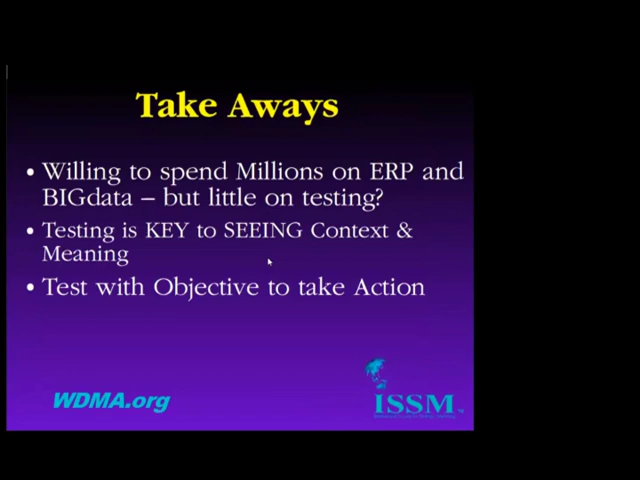 Take Aways
• Willing to spend Millions on ERP and
BIGdata – but little on testing?
• Testing is KEY to SEEING Context &
Meaning
• Test with Objective to take Action
WDMA.org
ISSM